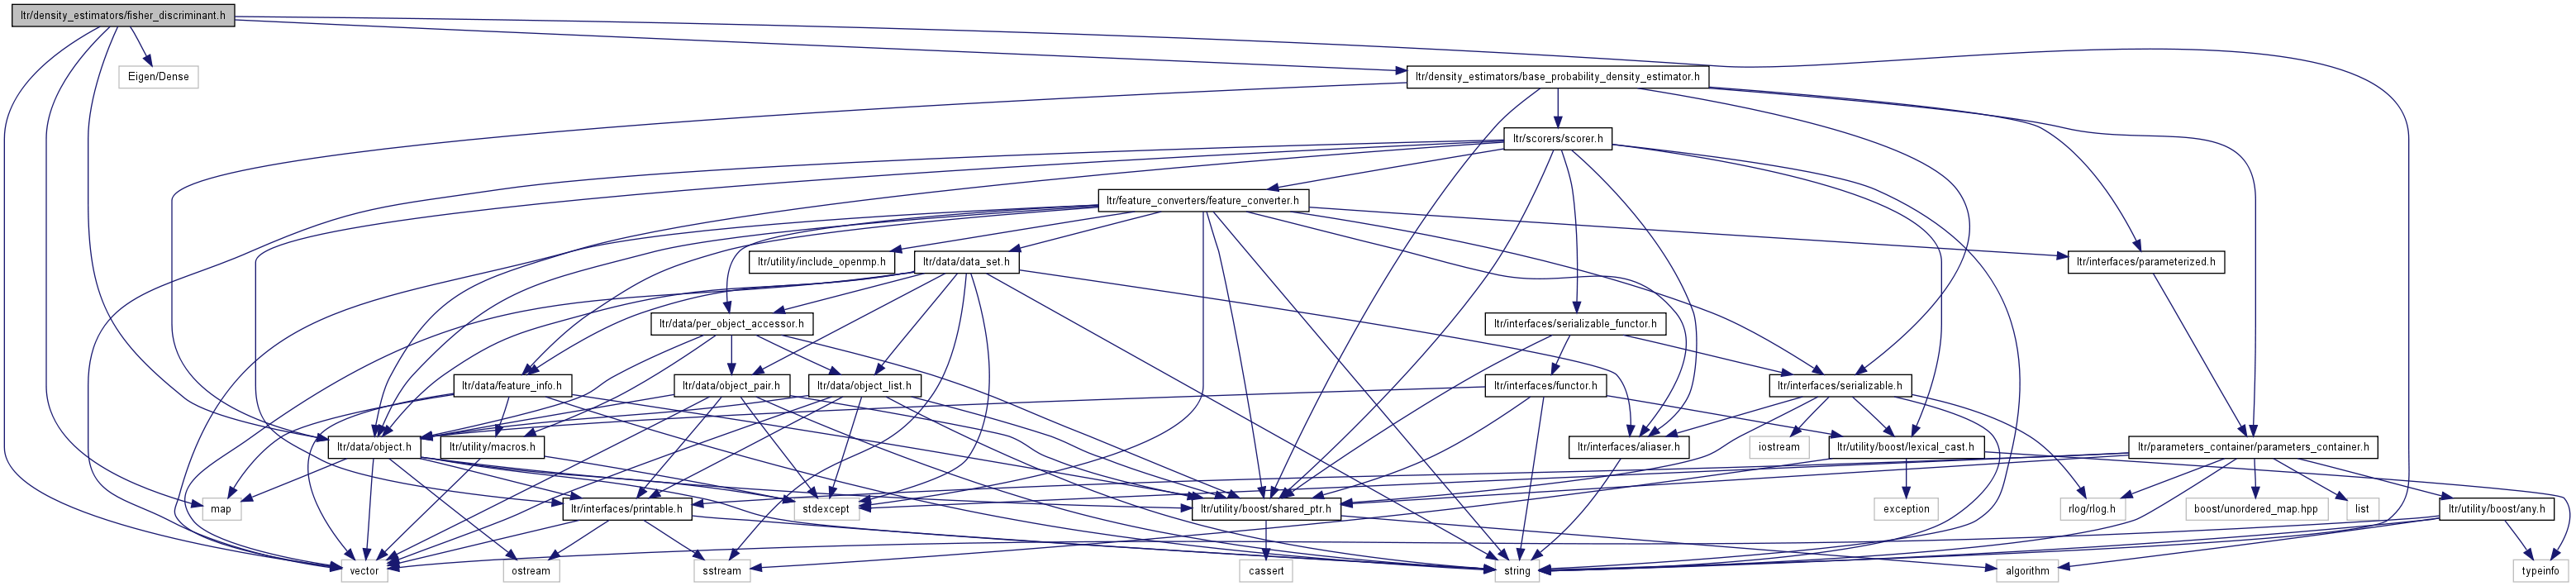 ltr/density_estimators/fisher_discriminant.h
Eigen/Dense
ltr/density_estimators/base_probability_density_estimator.h
ltr/scorers/scorer.h
ltr/feature_converters/feature_converter.h
ltr/utility/include_openmp.h
ltr/data/data_set.h
ltr/interfaces/parameterized.h
ltr/data/per_object_accessor.h
ltr/interfaces/serializable_functor.h
ltr/data/feature_info.h
ltr/data/object_pair.h
ltr/data/object_list.h
ltr/interfaces/functor.h
ltr/interfaces/serializable.h
ltr/data/object.h
ltr/utility/macros.h
ltr/interfaces/aliaser.h
iostream
ltr/utility/boost/lexical_cast.h
ltr/parameters_container/parameters_container.h
map
ltr/interfaces/printable.h
stdexcept
ltr/utility/boost/shared_ptr.h
exception
rlog/rlog.h
boost/unordered_map.hpp
list
ltr/utility/boost/any.h
vector
ostream
sstream
cassert
string
algorithm
typeinfo